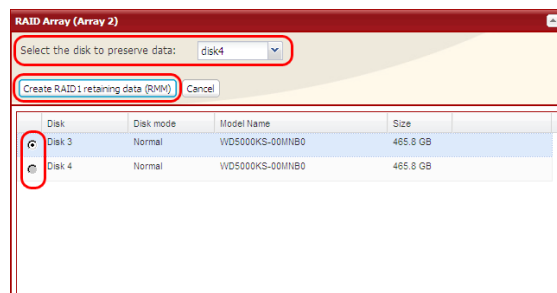 RAID Array (Array 2)
Select the disk to preserve data: disk4
Create RAID1 retaining data (RMM) Cancel
Disk Disk mode Model Name Size
Disk 3 Normal WD5000KS-00MNB0 465.8 GB
Disk 4 Normal WD5000KS-00MNB0 465.8 GB